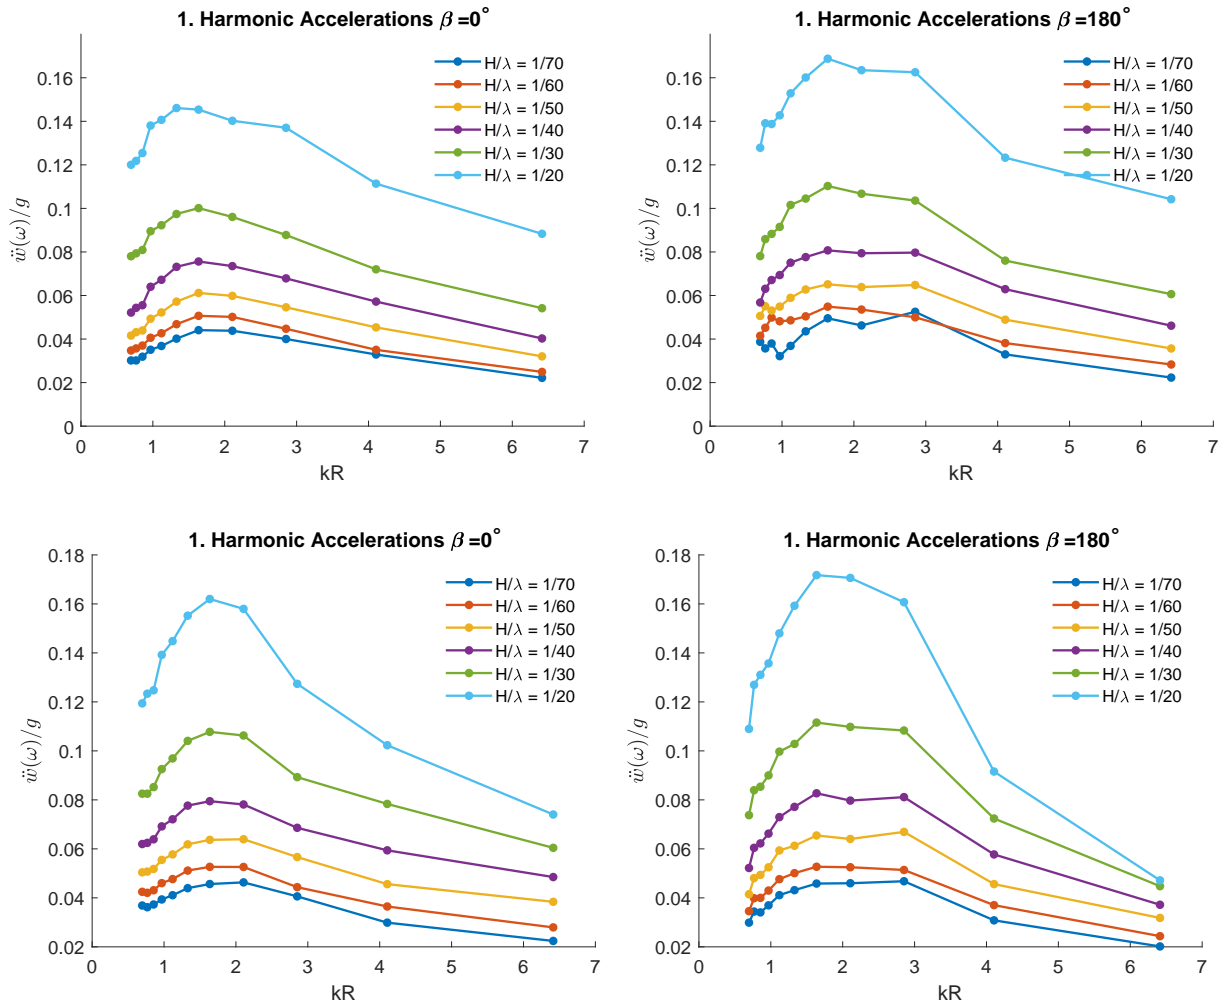 1. Harmonic Accelerations β =0°
H/λ = 1/70
H/λ = 1/60
H/λ = 1/50
H/λ = 1/40
H/λ = 1/30
H/λ = 1/20
0.16
0.14
0.12
0.1
0.08
0.06
0.04
0.02
0
ẅ(ω)/g
0 1 2 3 4 5 6 7
kR
1. Harmonic Accelerations β =180°
H/λ = 1/70
H/λ = 1/60
H/λ = 1/50
H/λ = 1/40
H/λ = 1/30
H/λ = 1/20
0.16
0.14
0.12
0.1
0.08
0.06
0.04
0.02
0
ẅ(ω)/g
0 1 2 3 4 5 6 7
kR
1. Harmonic Accelerations β =0°
H/λ = 1/70
H/λ = 1/60
H/λ = 1/50
H/λ = 1/40
H/λ = 1/30
H/λ = 1/20
0.18
0.16
0.14
0.12
0.1
0.08
0.06
0.04
0.02
ẅ(ω)/g
0 1 2 3 4 5 6 7
kR
1. Harmonic Accelerations β =180°
H/λ = 1/70
H/λ = 1/60
H/λ = 1/50
H/λ = 1/40
H/λ = 1/30
H/λ = 1/20
0.18
0.16
0.14
0.12
0.1
0.08
0.06
0.04
0.02
ẅ(ω)/g
0 1 2 3 4 5 6 7
kR